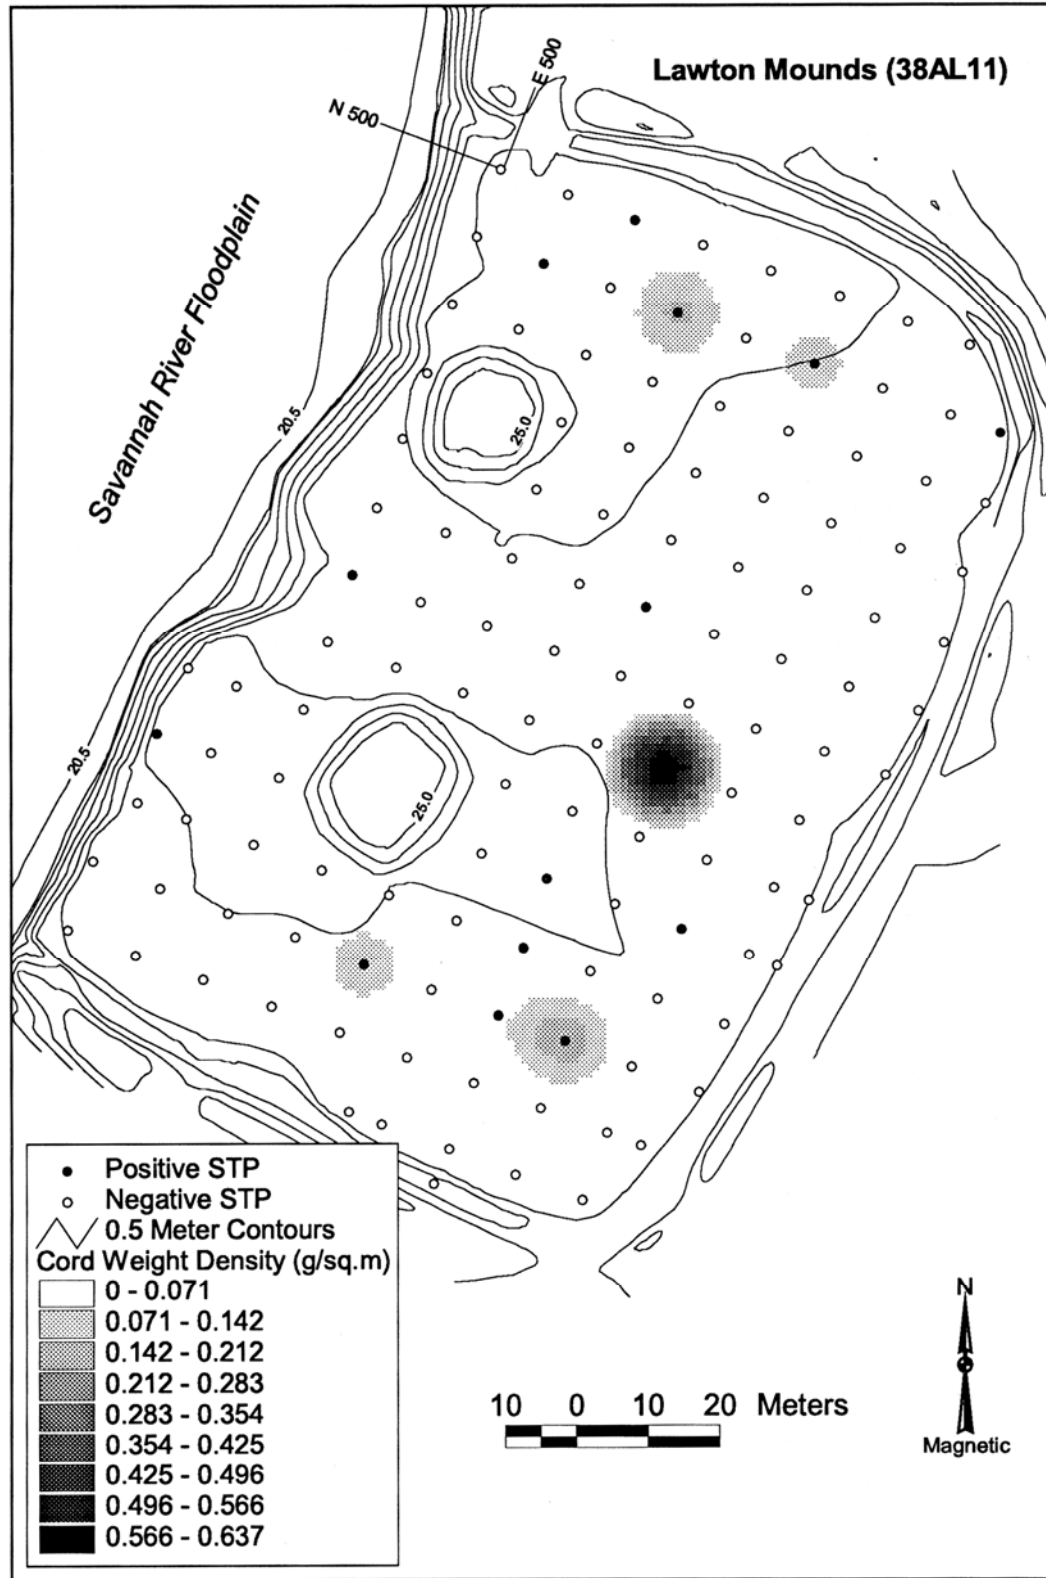 Lawton Mounds (38AL11)
E 500
N 500
Savannah River Floodplain
20.5
25.0
20.5
25.0
Positive STP
Negative STP
0.5 Meter Contours
Cord Weight Density (g/sq.m)
0 - 0.071
0.071 - 0.142
0.142 - 0.212
0.212 - 0.283
0.283 - 0.354
0.354 - 0.425
0.425 - 0.496
0.496 - 0.566
0.566 - 0.637
10 0 10 20 Meters
N
Magnetic